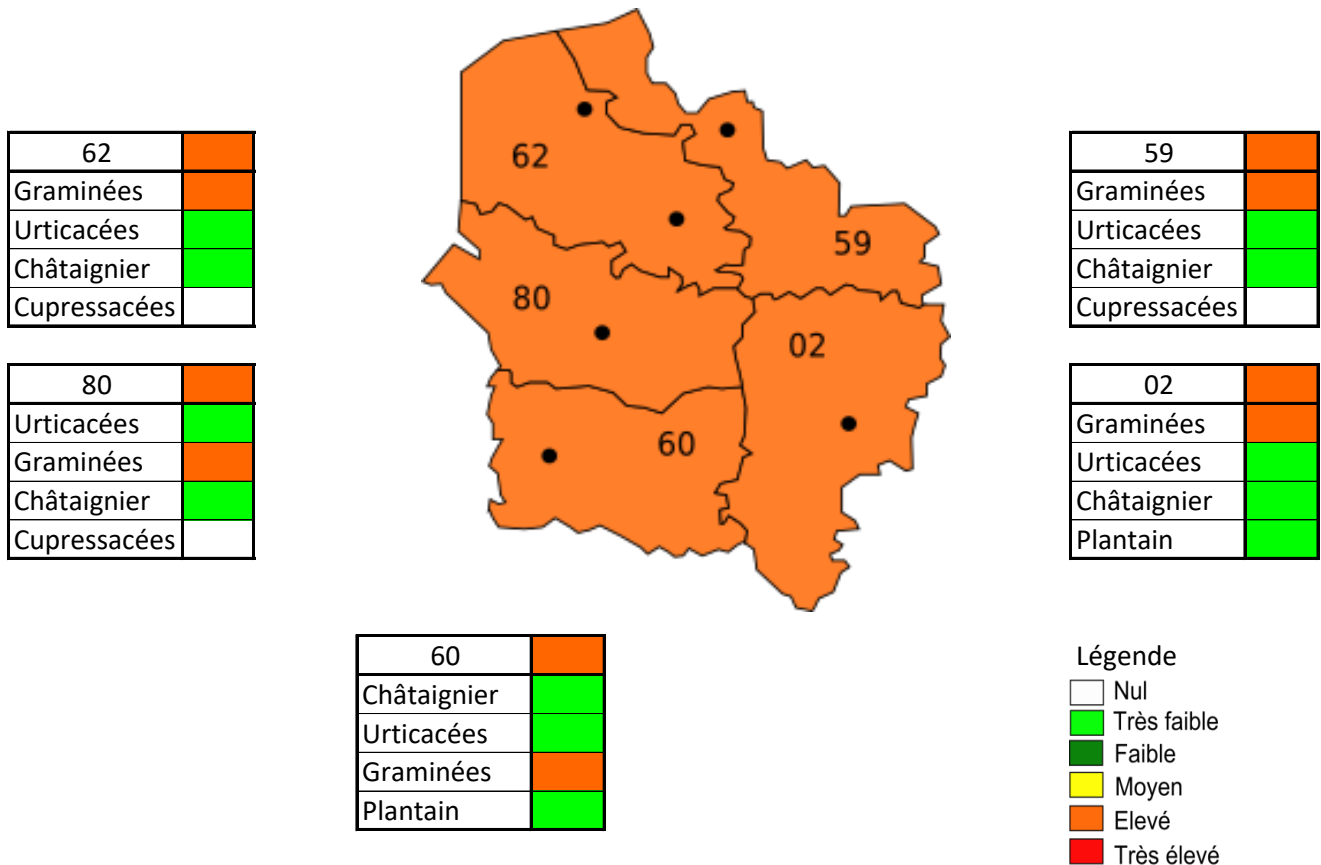 62
Graminées
Urticacées
Châtaignier
Cupressacées
80
Urticacées
Graminées
Châtaignier
Cupressacées
62
59
80
02
60
59
Graminées
Urticacées
Châtaignier
Cupressacées
02
Graminées
Urticacées
Châtaignier
Plantain
60
Châtaignier
Urticacées
Graminées
Plantain
Légende
Nul
Très faible
Faible
Moyen
Elevé
Très élevé